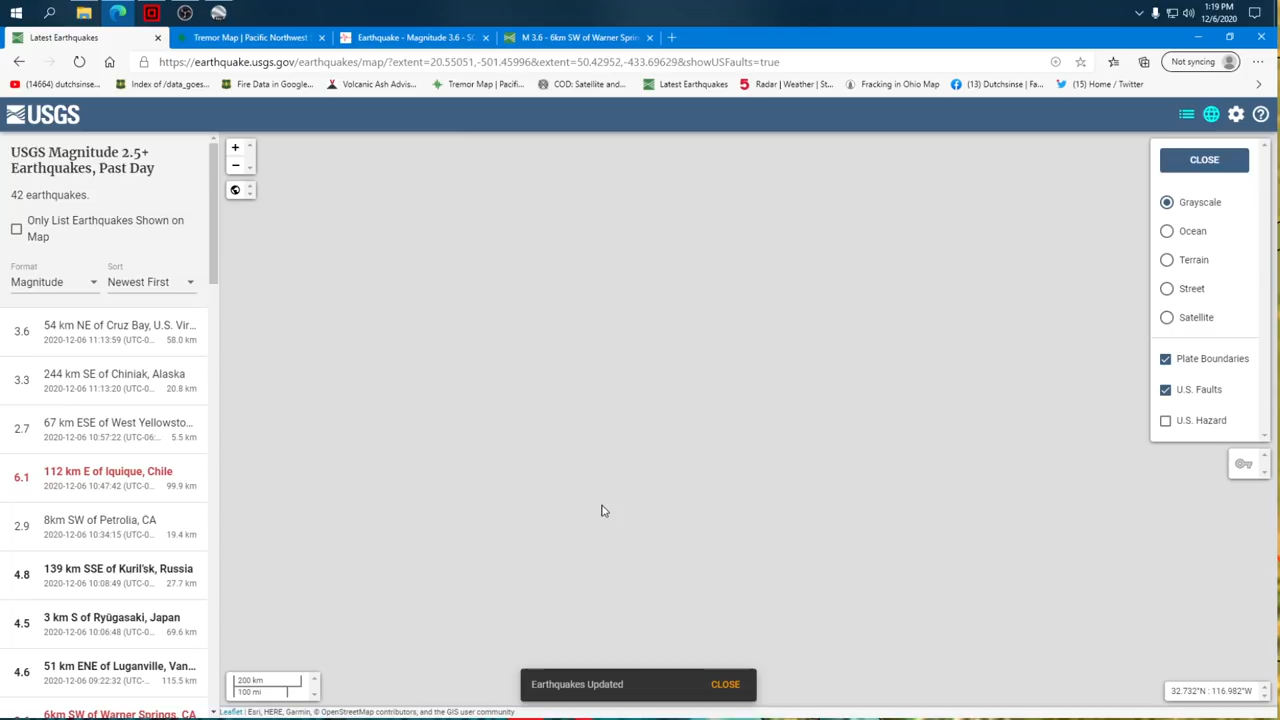 1:19 PM
12/6/2020
Latest Earthquakes
Tremor Map | Pacific Northwest
Earthquake - Magnitude 3.6 - SO
M 3.6 - 6km SW of Warner Sprin
https://earthquake.usgs.gov/earthquakes/map/?extent=20.55051,-501.45996&extent=50.42952,-433.69629&showUSFaults=true
Not syncing
(14664) dutchsinse...
Index of /data_goes...
Fire Data in Google...
Volcanic Ash Advis...
Tremor Map | Pacifi...
COD: Satellite and...
Latest Earthquakes
Radar | Weather | St...
Fracking in Ohio Map
(13) Dutchsinse | Fa...
(15) Home / Twitter
USGS
USGS Magnitude 2.5+
Earthquakes, Past Day
42 earthquakes.
Only List Earthquakes Shown on
Map
Format
Sort
Magnitude
Newest First
3.6
54 km NE of Cruz Bay, U.S. Vir...
2020-12-06 11:13:59 (UTC-0...
58.0 km
3.3
244 km SE of Chiniak, Alaska
2020-12-06 11:13:20 (UTC-0...
20.8 km
2.7
67 km ESE of West Yellowsto...
2020-12-06 10:57:22 (UTC-06:...
5.5 km
6.1
112 km E of Iquique, Chile
2020-12-06 10:47:42 (UTC-0...
99.9 km
2.9
8km SW of Petrolia, CA
2020-12-06 10:34:15 (UTC-0...
19.4 km
4.8
139 km SSE of Kuril'sk, Russia
2020-12-06 10:08:49 (UTC-0...
27.7 km
4.5
3 km S of Ryūgasaki, Japan
2020-12-06 10:06:48 (UTC-0...
69.6 km
4.6
51 km ENE of Luganville, Van...
2020-12-06 09:22:32 (UTC-0...
115.5 km
6km SW of Warner Springs, CA
+
−
CLOSE
Grayscale
Ocean
Terrain
Street
Satellite
Plate Boundaries
U.S. Faults
U.S. Hazard
200 km
100 mi
Earthquakes Updated
CLOSE
32.732°N : 116.982°W
Leaflet | Esri, HERE, Garmin, © OpenStreetMap contributors, and the GIS user community